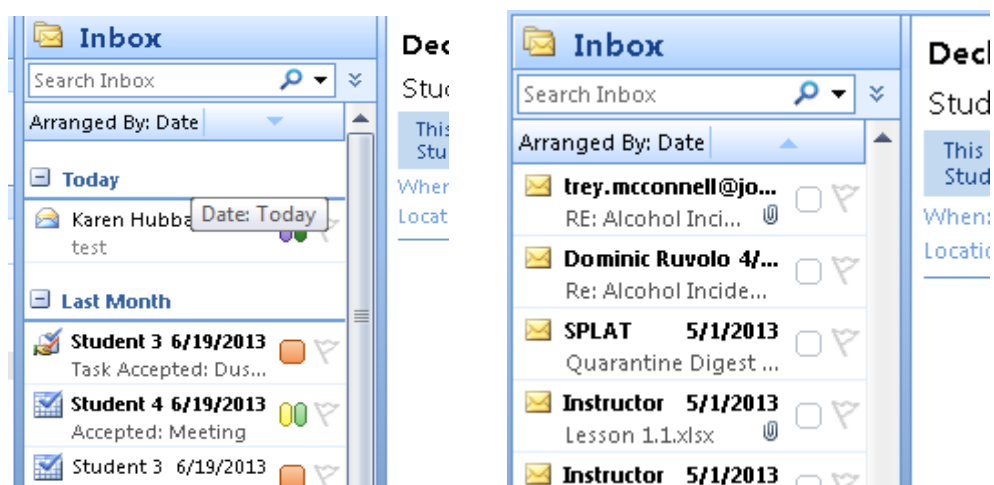 Inbox
Search Inbox
Arranged By: Date
Today
Karen Hubba
Date: Today
test
Last Month
Student 3 6/19/2013
Task Accepted: Dus...
Student 4 6/19/2013
Accepted: Meeting
Student 3 6/19/2013
Dec
Stu
This
Stu
When
Locat
Inbox
Search Inbox
Arranged By: Date
trey.mcconnell@jo...
RE: Alcohol Inci...
Dominic Ruvolo 4/...
Re: Alcohol Incide...
SPLAT 5/1/2013
Quarantine Digest ...
Instructor 5/1/2013
Lesson 1.1.xlsx
Instructor 5/1/2013
Decl
Stud
This
Stud
When:
Locatio